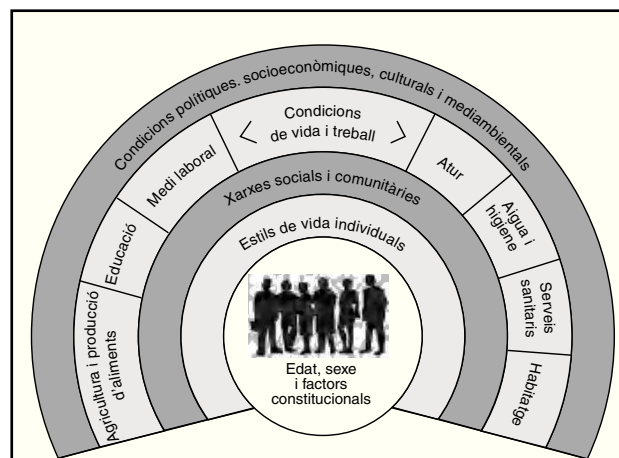 Condicions polítiques. socioeconòmiques, culturals i mediambientals
Condicions
de vida i treball
Agricultura i producció
d'aliments
Educació
Medi laboral
Atur
Aigua i
higiene
Serveis
sanitaris
Habitatge
Xarxes socials i comunitàries
Estils de vida individuals
Edat, sexe
i factors
constitucionals